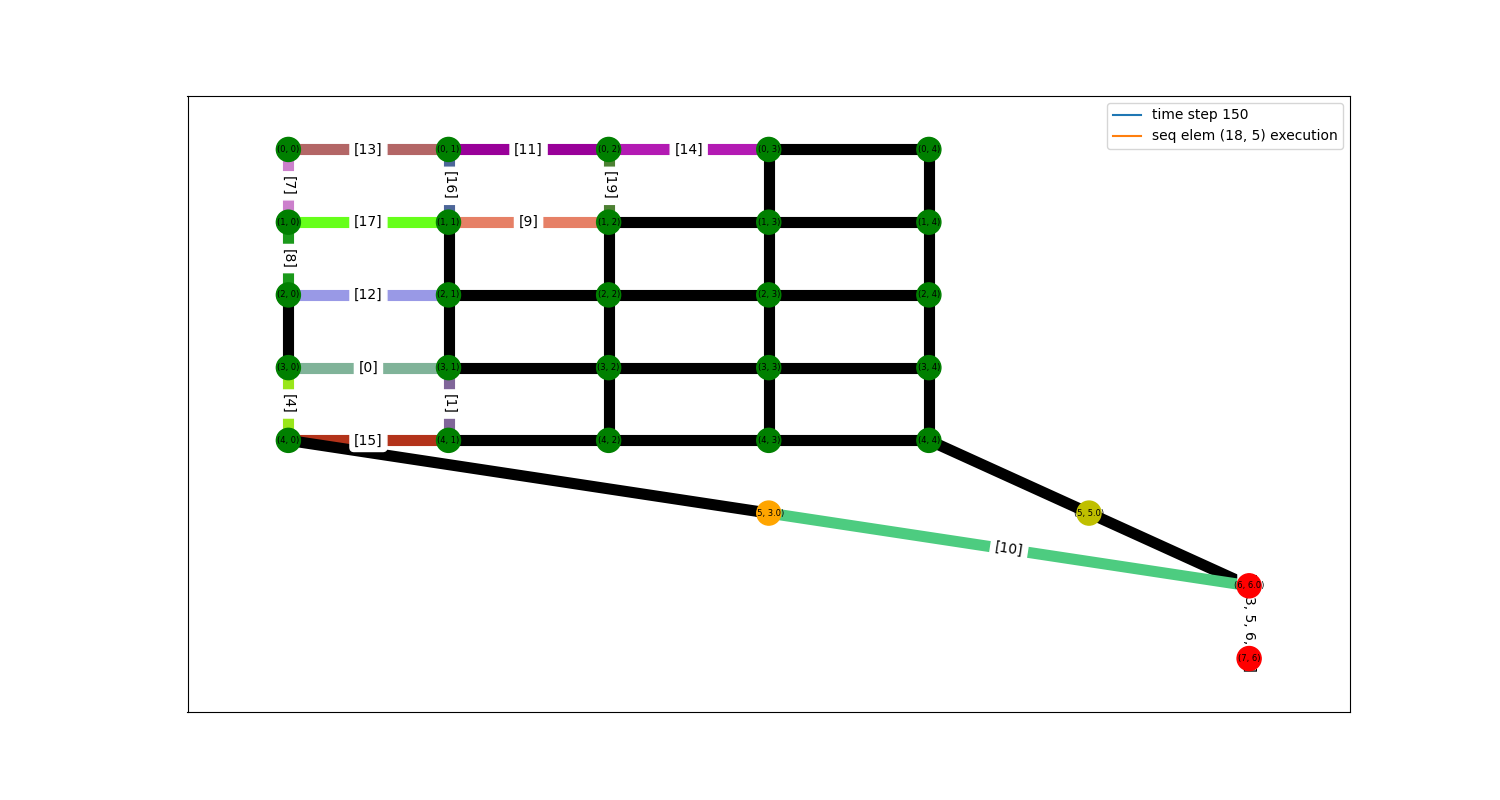 time step 150
seq elem (18, 5) execution
(0, 0) [13] (0, 1) [11] (0, 2) [14] (0, 3) (0, 4)
[7] [16] [19]
(1, 0) [17] (1, 1) [9] (1, 2) (1, 3) (1, 4)
[8]
(2, 0) [12] (2, 1) (2, 2) (2, 3) (2, 4)
(3, 0) [0] (3, 1) (3, 2) (3, 3) (3, 4)
[4] [1]
(4, 0) [15] (4, 1) (4, 2) (4, 3) (4, 4)
(5, 3.0) (5, 5.0)
[10]
(6, 6.0)
3, 5, 6,
(7, 6)